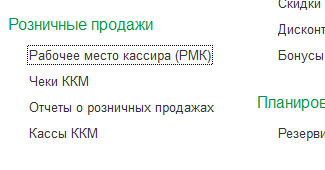 Розничные продажи
Рабочее место кассира (РМК)
Чеки ККМ
Отчеты о розничных продажах
Кассы ККМ
Скидки
Дисконт
Бонусы
Планиров
Резерви